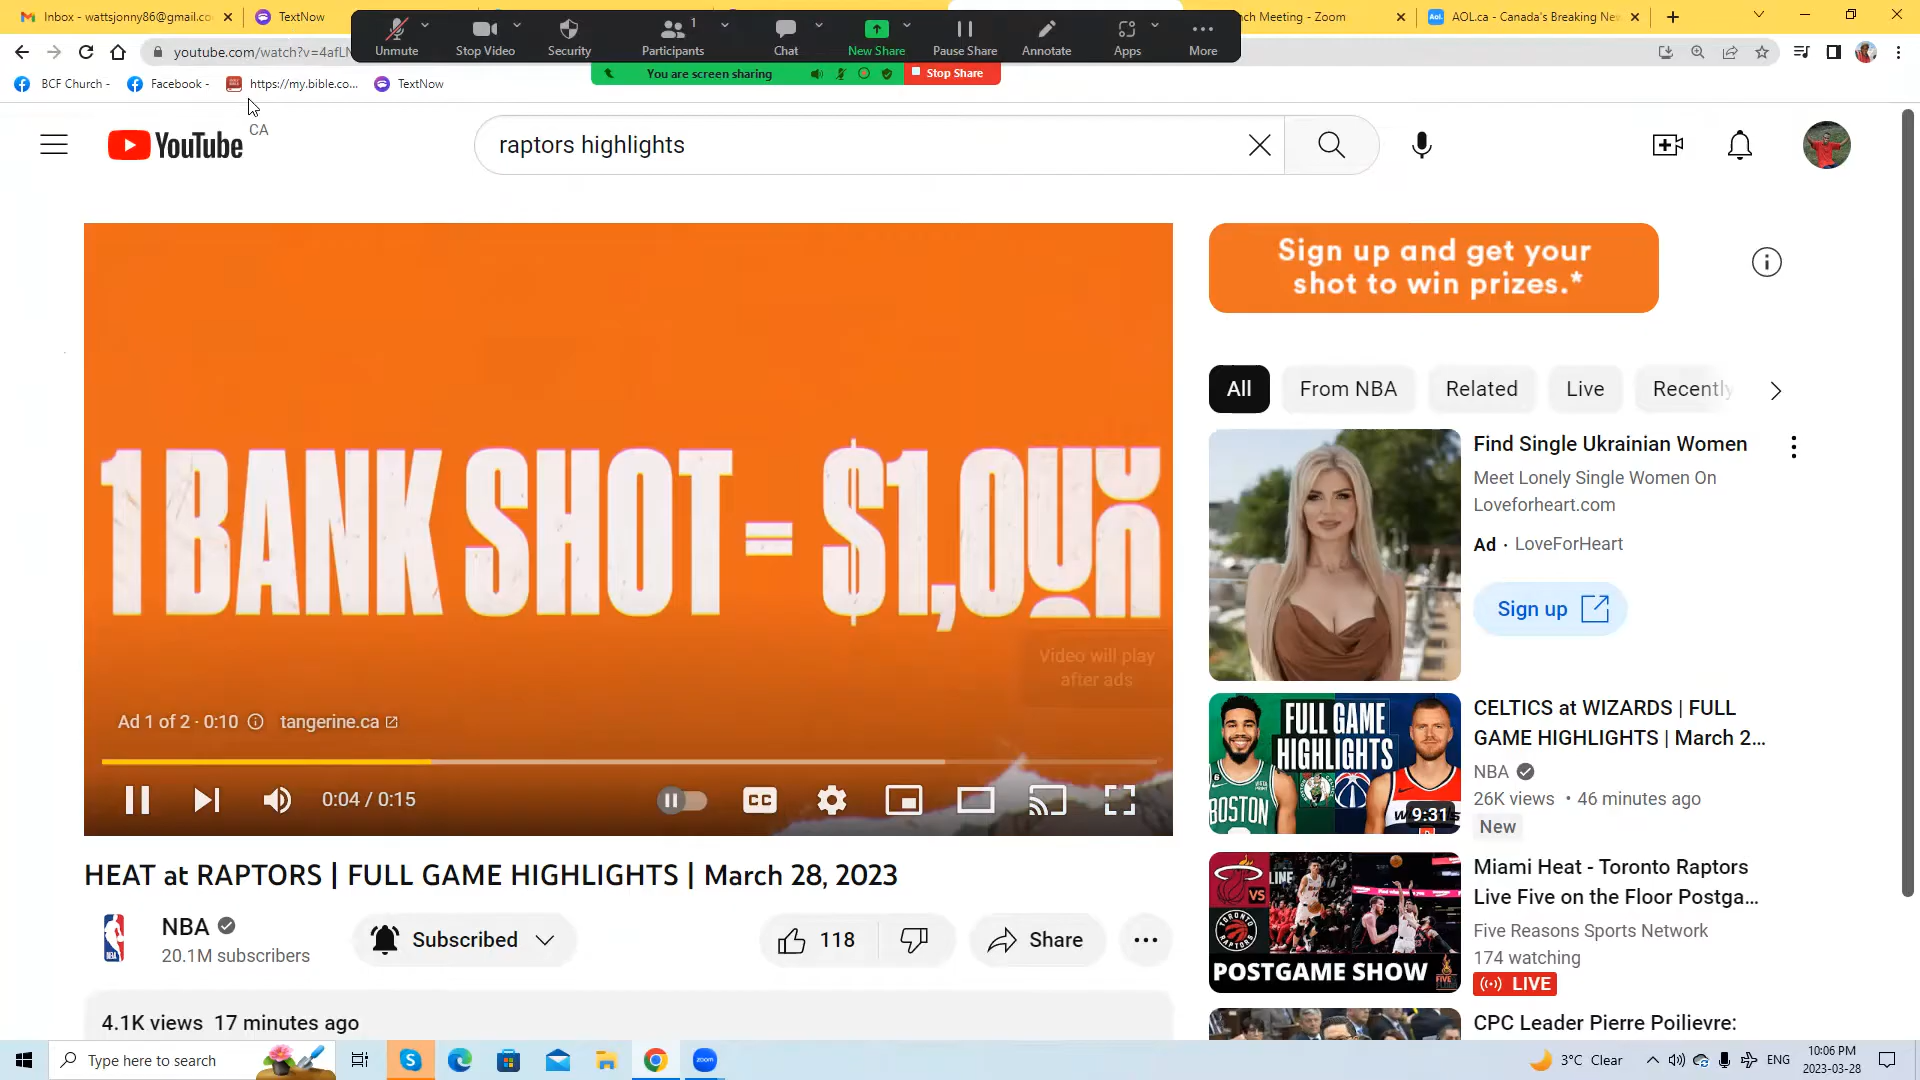 Inbox - wattsjonny86@gmail.co
TextNow
Meeting - Zoom
AOL.ca - Canada's Breaking Nev
Unmute
Stop Video
Security
1
Participants
Chat
New Share
Pause Share
Annotate
Apps
More
youtube.com/watch?v=4afLN
You are screen sharing
Stop Share
BCF Church -
Facebook -
https://my.bible.co...
TextNow
YouTube CA
raptors highlights
Sign up and get your
shot to win prizes.*
1 BANK SHOT = $1,0
Video will play
after ads
Ad 1 of 2 · 0:10
tangerine.ca
0:04 / 0:15
CC
HEAT at RAPTORS | FULL GAME HIGHLIGHTS | March 28, 2023
NBA
20.1M subscribers
Subscribed
118
Share
4.1K views 17 minutes ago
All
From NBA
Related
Live
Recently
Find Single Ukrainian Women
Meet Lonely Single Women On
Loveforheart.com
Ad · LoveForHeart
Sign up
FULL GAME
HIGHLIGHTS
BOSTON
9:31
CELTICS at WIZARDS | FULL
GAME HIGHLIGHTS | March 2...
NBA
26K views • 46 minutes ago
New
VS
POSTGAME SHOW
Miami Heat - Toronto Raptors
Live Five on the Floor Postga...
Five Reasons Sports Network
174 watching
LIVE
CPC Leader Pierre Poilievre:
Type here to search
zoom
3°C Clear
ENG
10:06 PM
2023-03-28